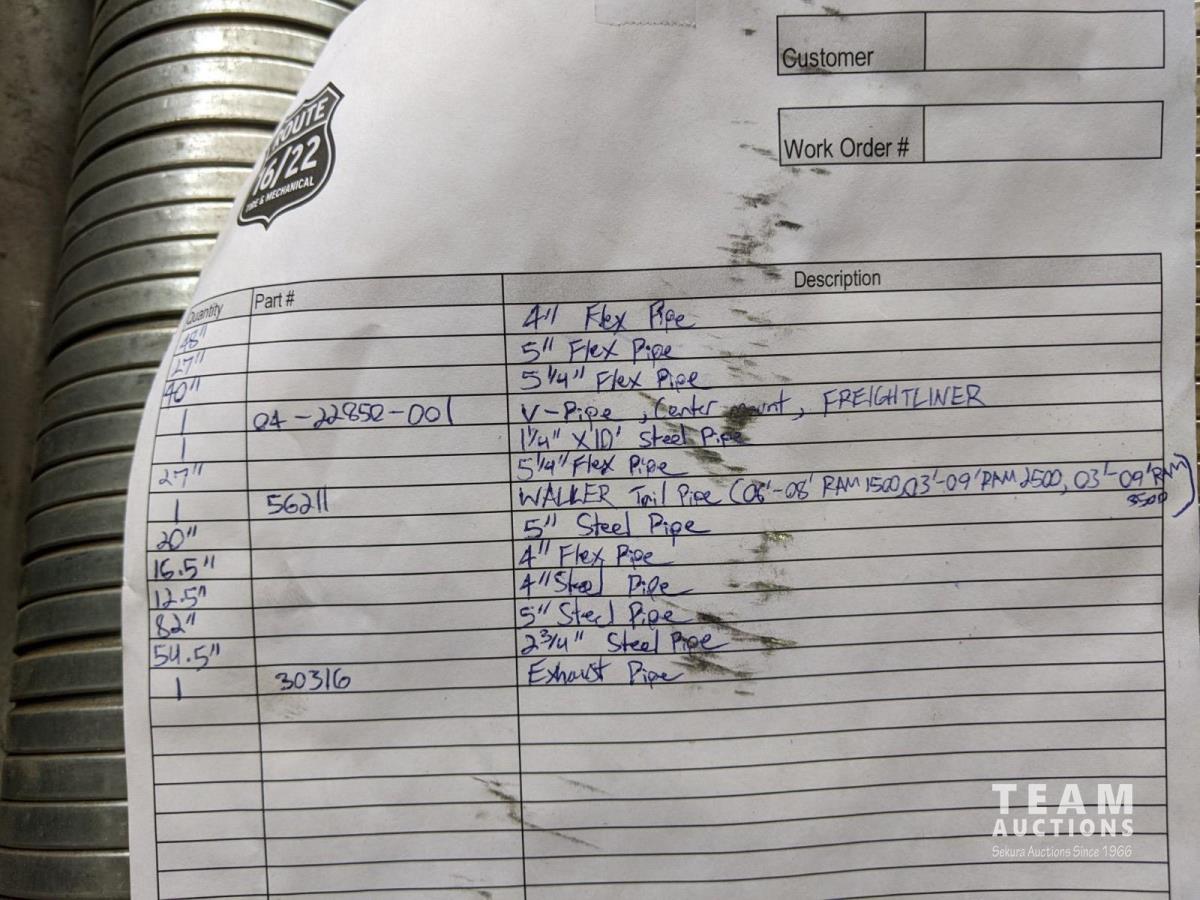 Customer
Work Order #
ROUTE
16/22
TIRE & MECHANICAL
Quantity Part # Description
48" 4" Flex Pipe
27" 5" Flex Pipe
40" 5 1/4" Flex Pipe
1 04-22850-001 V-Pipe, Center mount, FREIGHTLINER
1 1 1/4" X 10' Steel Pipe
27" 5 1/4" Flex Pipe
1 56211 WALKER Tail Pipe (06'-08' RAM 1500, 03'-09' RAM 2500, 03'-09' RAM
3500)
20" 5" Steel Pipe
16.5" 4" Flex Pipe
12.5" 4" Steel Pipe
82" 5" Steel Pipe
54.5" 2 3/4" Steel Pipe
1 30316 Exhaust Pipe
TEAM
AUCTIONS
Sekura Auctions Since 1966